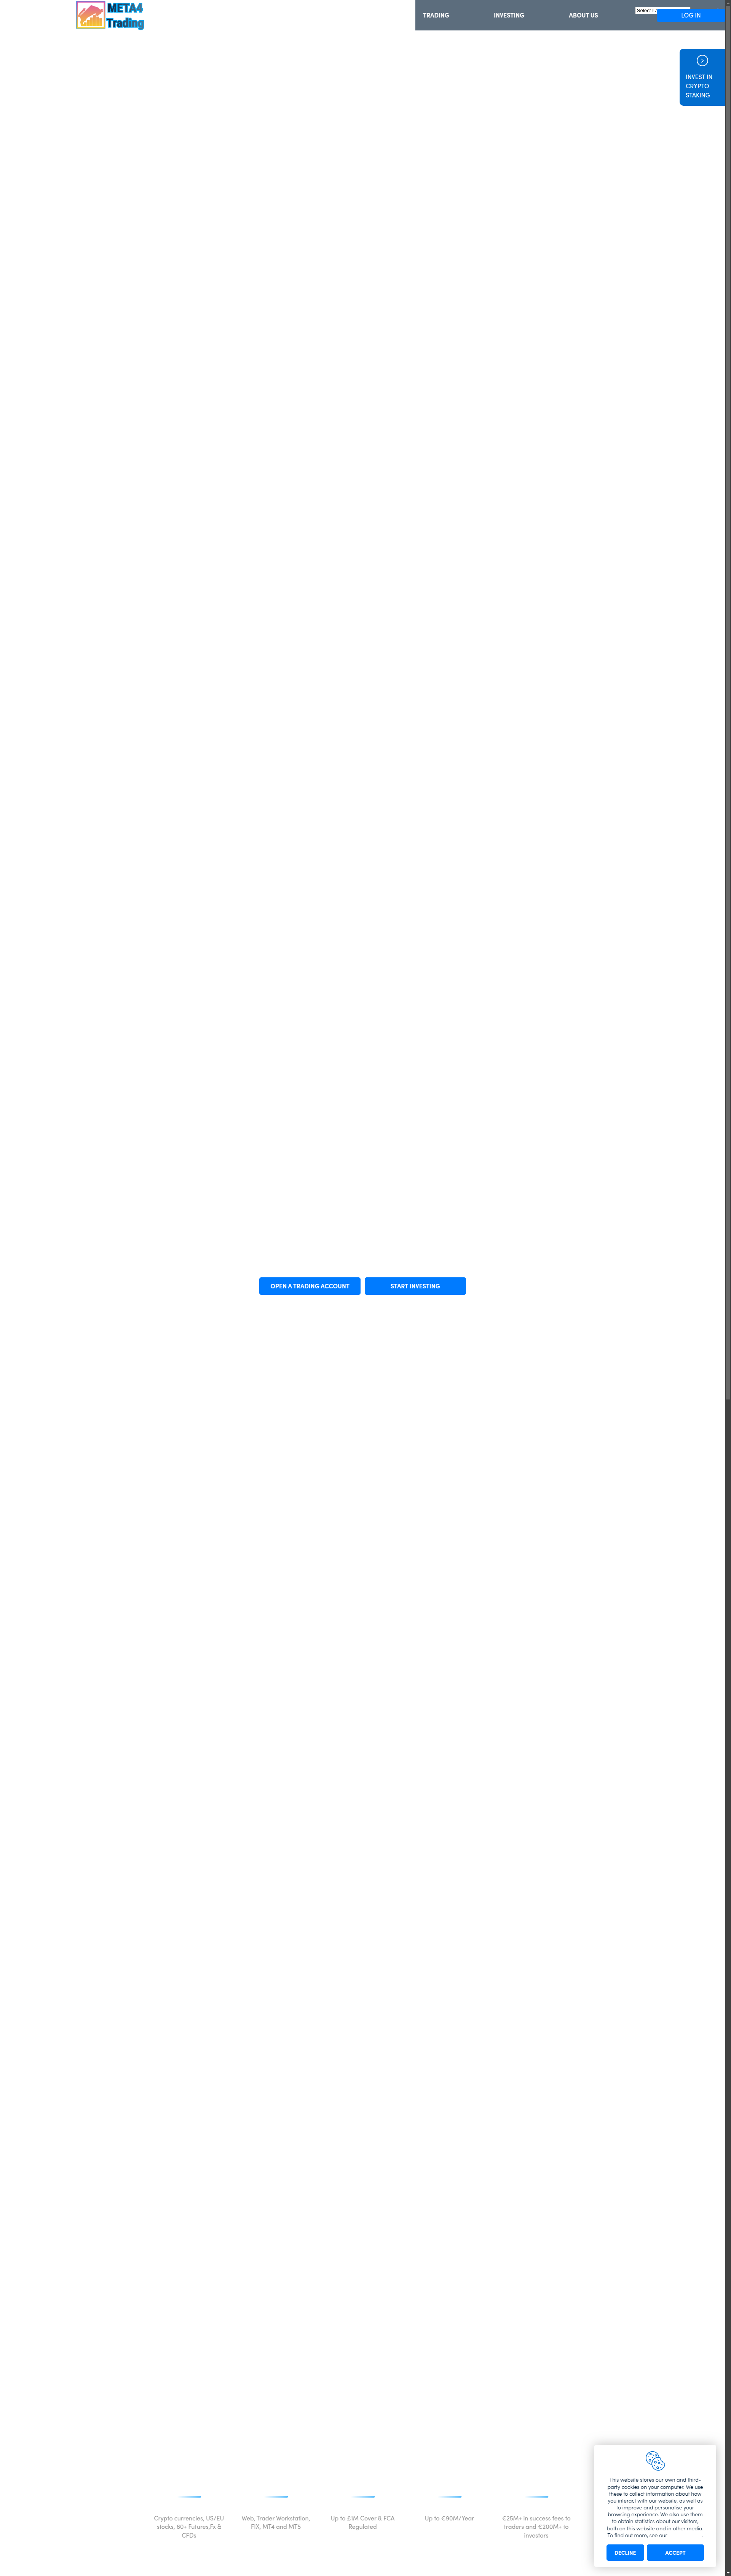 META4
Trading
TRADING
INVESTING
ABOUT US
Select
LOG IN
INVEST IN
CRYPTO
STAKING
OPEN A TRADING ACCOUNT
START INVESTING
Crypto currencies, US/EU
stocks, 60+ Futures,Fx &
CFDs
Web, Trader Workstation,
FIX, MT4 and MT5
Up to £1M Cover & FCA
Regulated
Up to €90M/Year
€25M+ in success fees to
traders and €200M+ to
investors
This website stores our own and third-
party cookies on your computer. We use
these to collect information about how
you interact with our website, as well as
to improve and personalise your
browsing experience. We also use them
to obtain statistics about our visitors,
both on this website and in other media.
To find out more, see our
DECLINE
ACCEPT